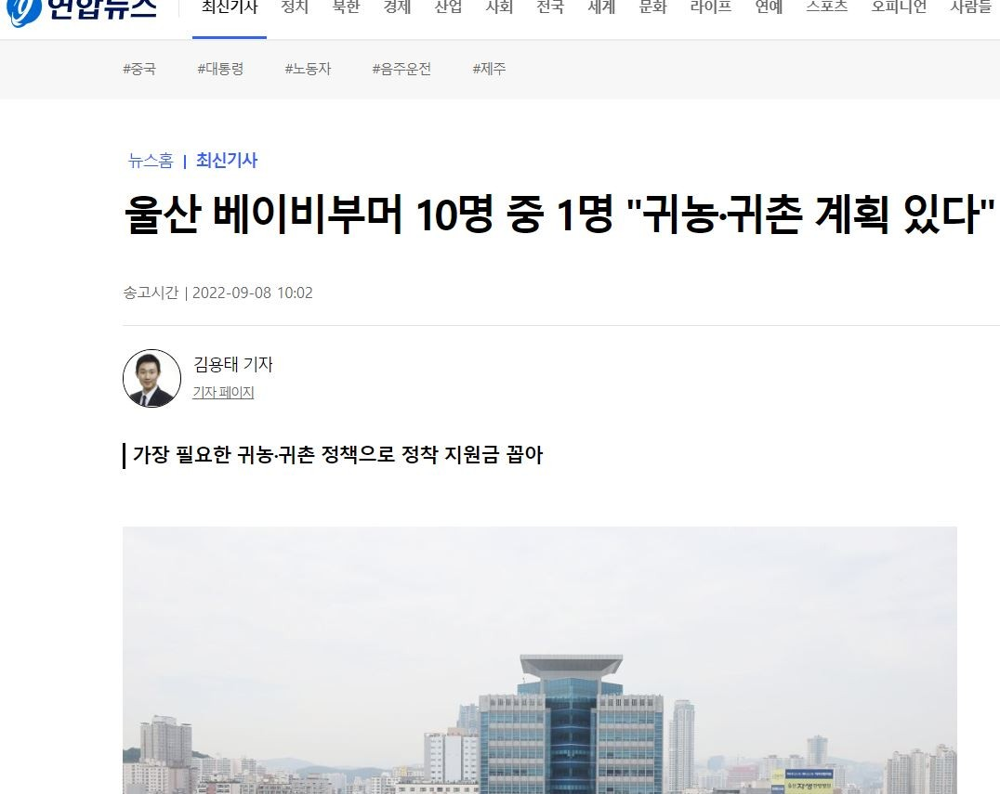 연합뉴스
최신기사 정치 북한 경제 산업 사회 전국 세계 문화 라이프 연예 스포츠 오피니언 사람들
#중국 #대통령 #노동자 #음주운전 #제주
뉴스홈 | 최신기사
울산 베이비부머 10명 중 1명 "귀농·귀촌 계획 있다"
송고시간 | 2022-09-08 10:02
김용태 기자
기자 페이지
가장 필요한 귀농·귀촌 정책으로 정착 지원금 꼽아